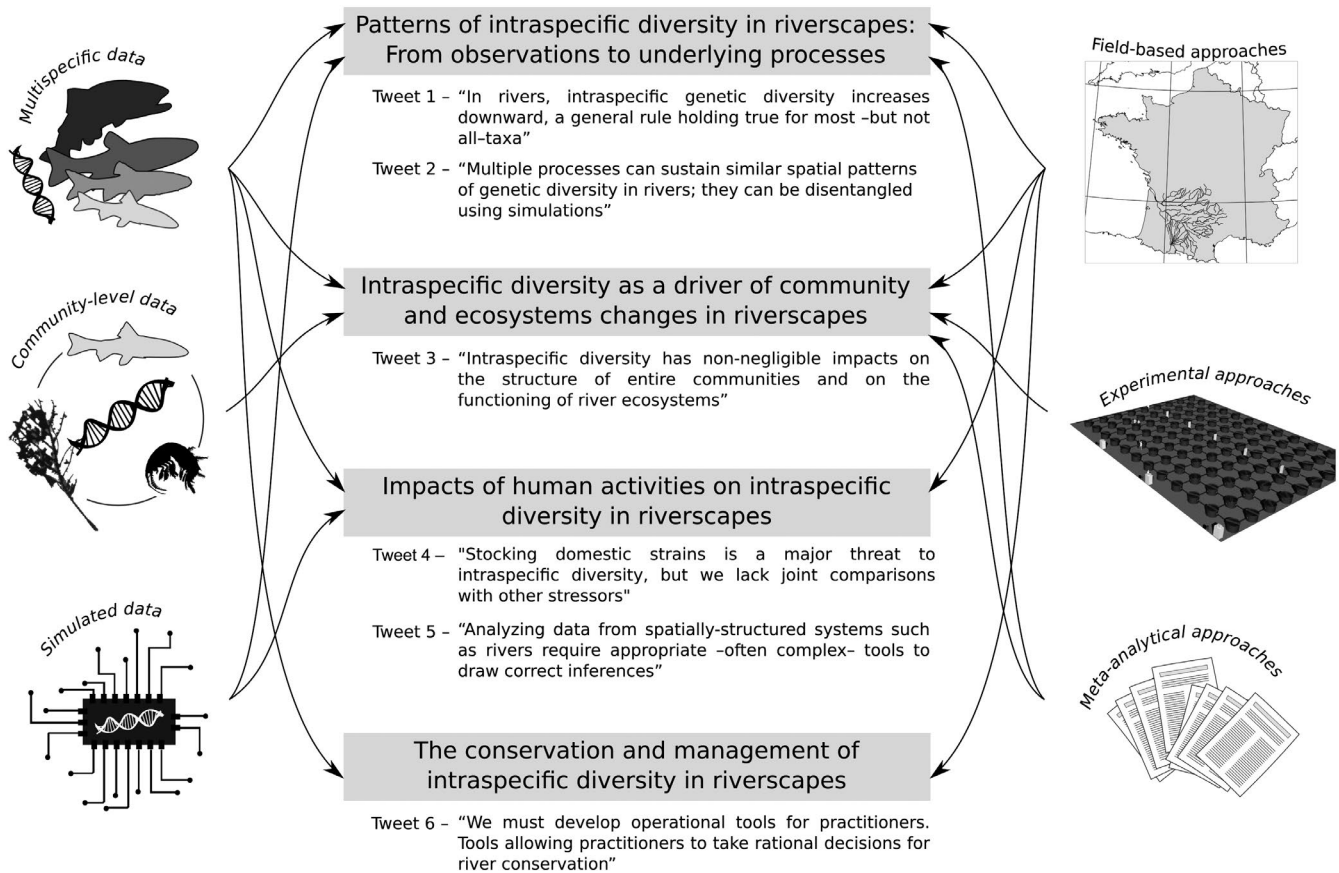 Multispecific data
Community-level data
Simulated data
Patterns of intraspecific diversity in riverscapes:
From observations to underlying processes
Tweet 1 – “In rivers, intraspecific genetic diversity increases
downward, a general rule holding true for most –but not
all–taxa”
Tweet 2 – “Multiple processes can sustain similar spatial patterns
of genetic diversity in rivers; they can be disentangled
using simulations”
Intraspecific diversity as a driver of community
and ecosystems changes in riverscapes
Tweet 3 – “Intraspecific diversity has non-negligible impacts on
the structure of entire communities and on the
functioning of river ecosystems”
Impacts of human activities on intraspecific
diversity in riverscapes
Tweet 4 – "Stocking domestic strains is a major threat to
intraspecific diversity, but we lack joint comparisons
with other stressors"
Tweet 5 – “Analyzing data from spatially-structured systems such
as rivers require appropriate –often complex– tools to
draw correct inferences”
The conservation and management of
intraspecific diversity in riverscapes
Tweet 6 – “We must develop operational tools for practitioners.
Tools allowing practitioners to take rational decisions for
river conservation”
Field-based approaches
Experimental approaches
Meta-analytical approaches